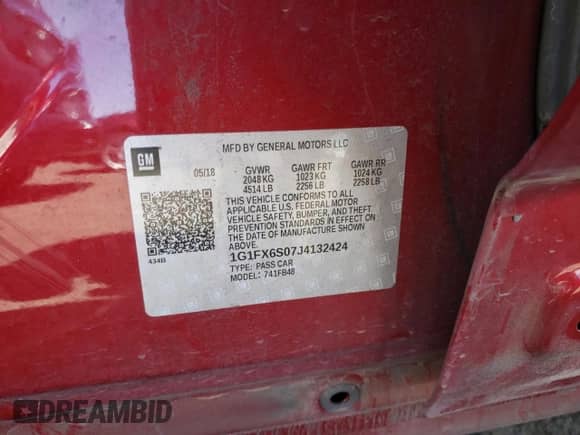 MFD BY GENERAL MOTORS LLC
GM
05/18
GVWR GAWR FRT GAWR RR
2048 KG 1023 KG 1024 KG
4514 LB 2256 LB 2258 LB
THIS VEHICLE CONFORMS TO ALL
APPLICABLE U.S. FEDERAL MOTOR
VEHICLE SAFETY, BUMPER, AND THEFT
PREVENTION STANDARDS IN EFFECT ON
THE DATE OF MANUFACTURE SHOWN
ABOVE.
434B
1G1FX6S07J4132424
TYPE: PASS CAR
MODEL: 741FB48
DREAMBID